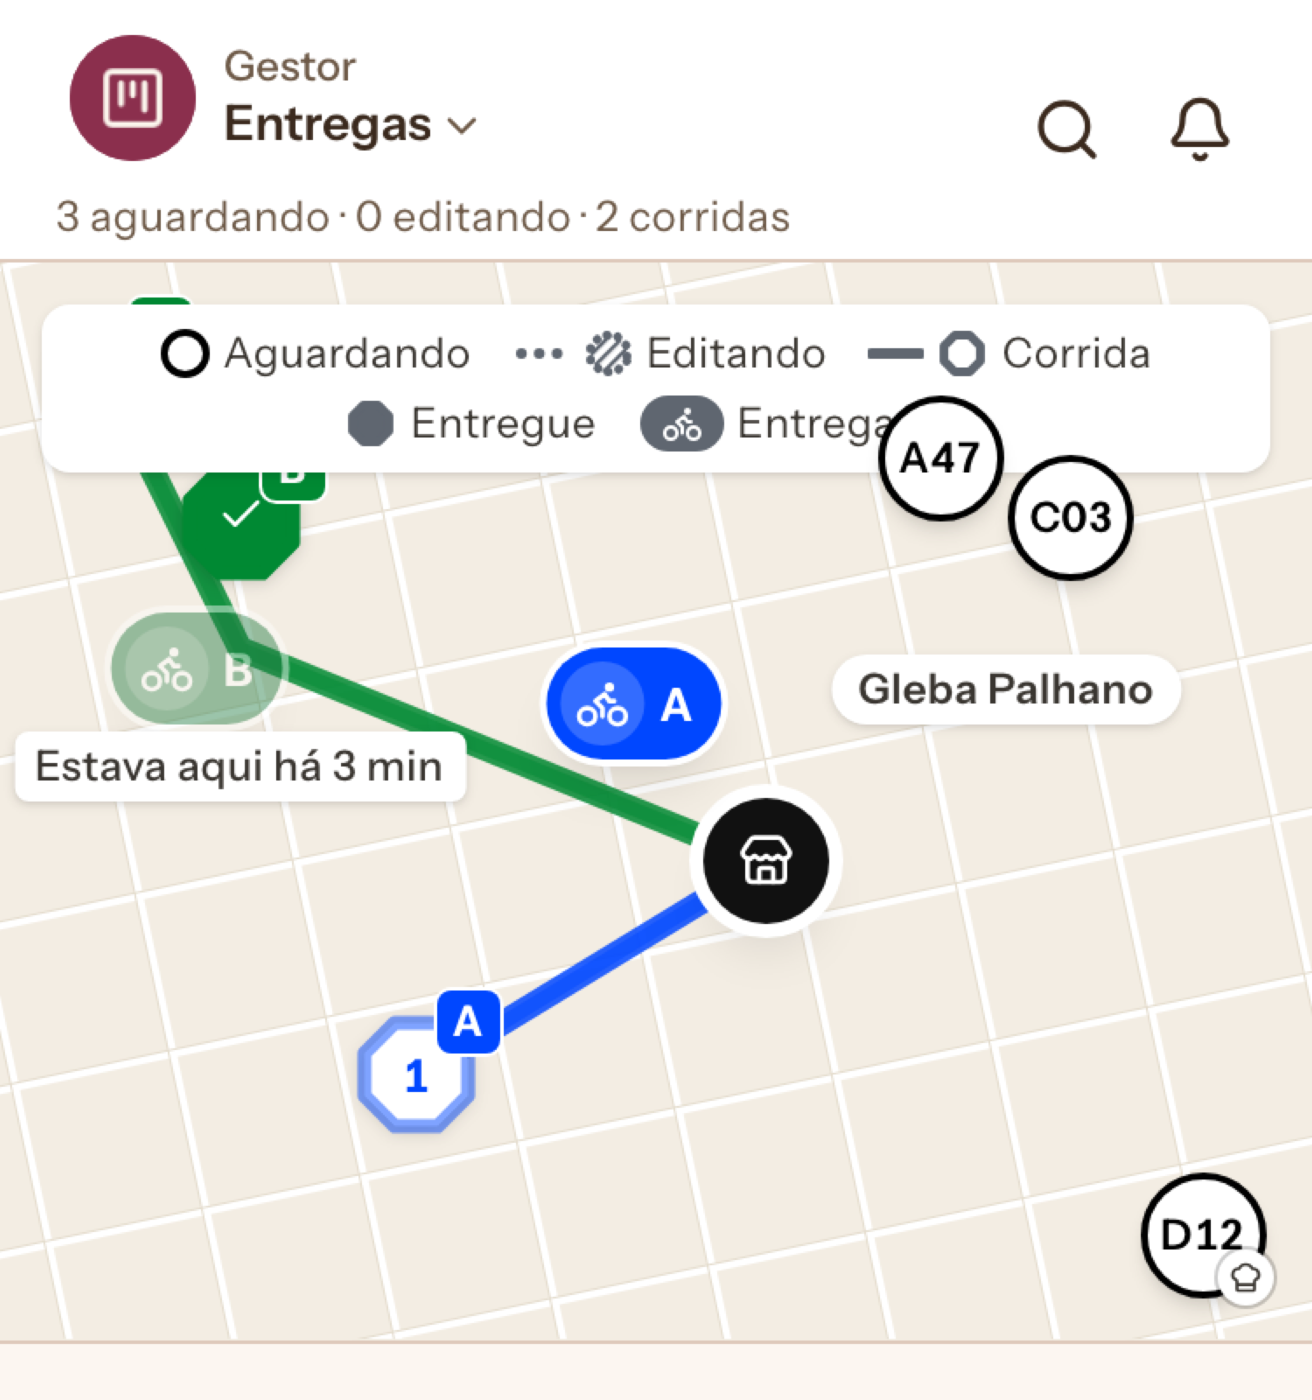 Gestor
Entregas
3 aguardando · 0 editando · 2 corridas
Aguardando
Editando
Corrida
Entregue
A47
C03
B
B
A
Gleba Palhano
Estava aqui há 3 min
A
1
D12